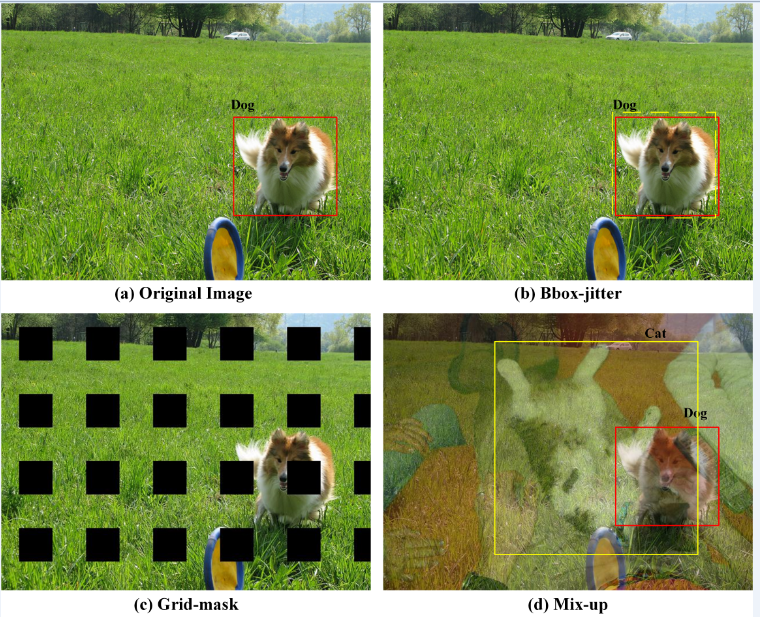 Dog
Dog
(a) Original Image
(b) Bbox-jitter
Cat
Dog
(c) Grid-mask
(d) Mix-up